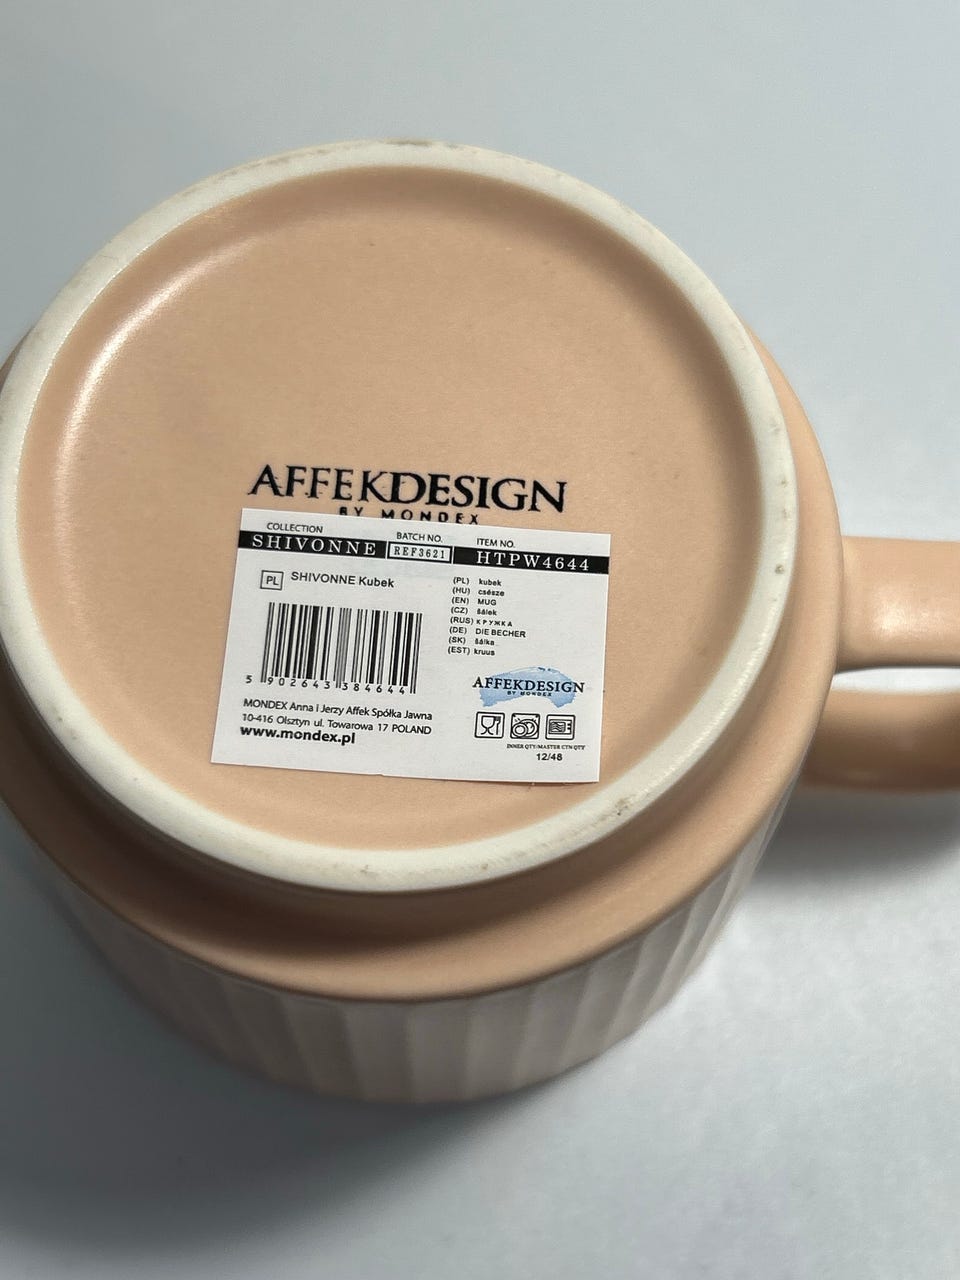 AFFEKDESIGN
BY MONDEX
COLLECTION
SHIVONNE
BATCH NO.
REF3621
ITEM NO.
HTPW4644
PL SHIVONNE Kubek
5 902643 384644
MONDEX Anna i Jerzy Affek Spółka Jawna
10-416 Olsztyn ul. Towarowa 17 POLAND
www.mondex.pl
(PL) kubek
(HU) csésze
(EN) MUG
(CZ) šálek
(RUS) КРУЖКА
(DE) DIE BECHER
(SK) šálka
(EST) kruus
AFFEKDESIGN
BY MONDEX
INNER QTY/MASTER CTN QTY
12/48